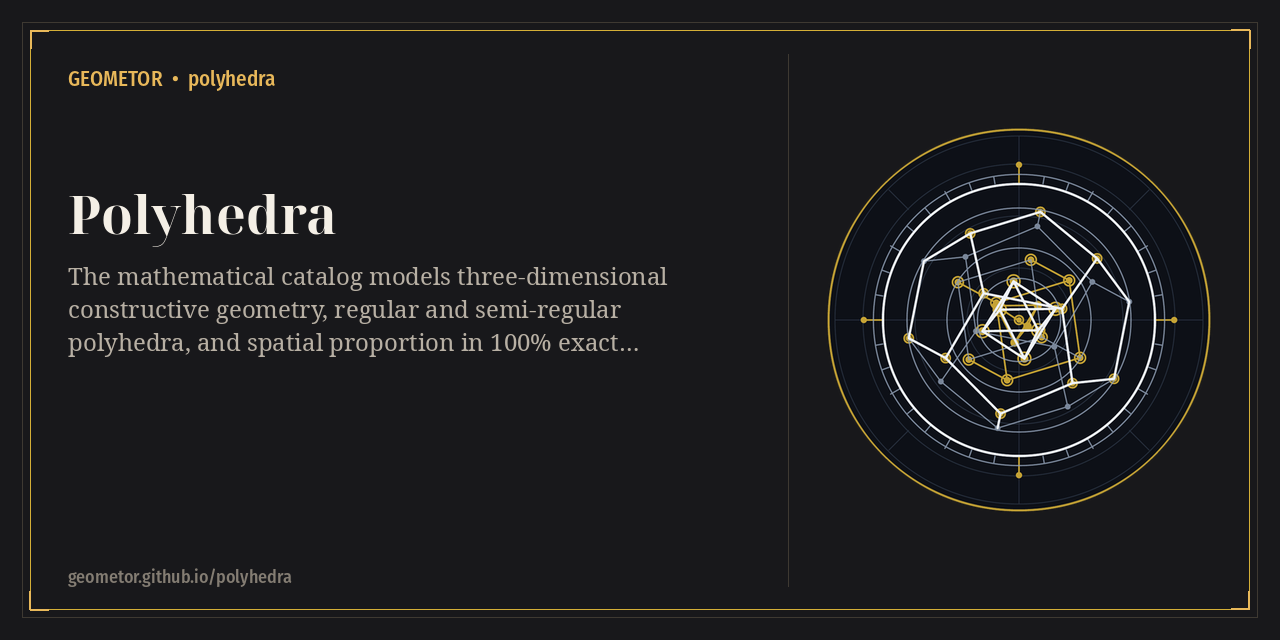 GEOMETOR • polyhedra
Polyhedra
The mathematical catalog models three-dimensional
constructive geometry, regular and semi-regular
polyhedra, and spatial proportion in 100% exact…
geometor.github.io/polyhedra